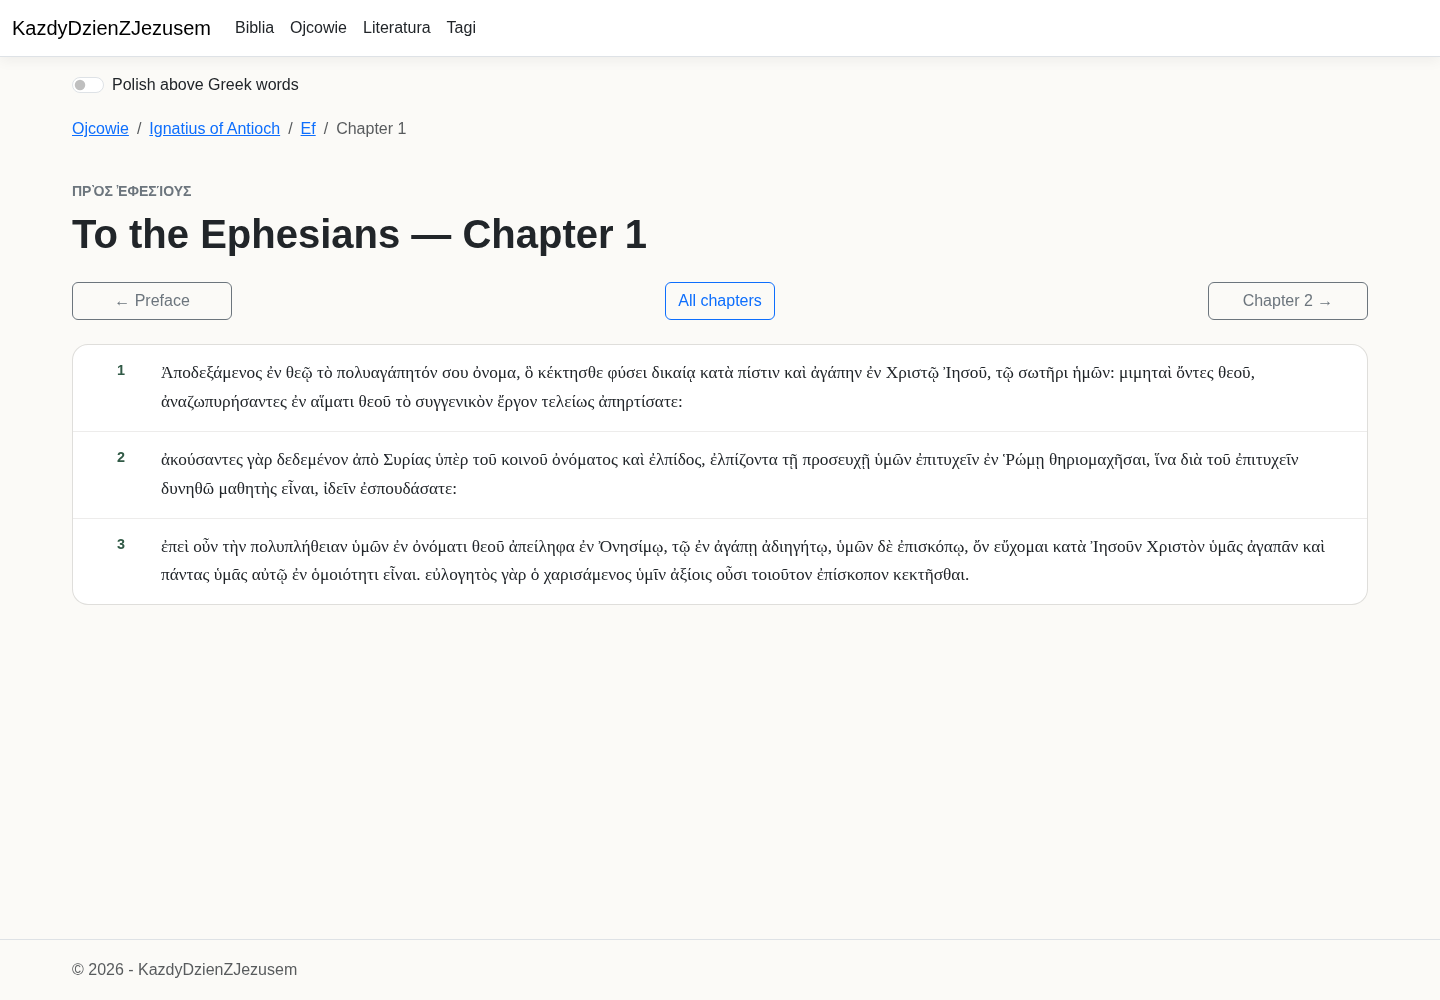 KazdyDzienZJezusem Biblia Ojcowie Literatura Tagi
Polish above Greek words
Ojcowie / Ignatius of Antioch / Ef / Chapter 1
ΠΡῸΣ ἘΦΕΣΊΟΥΣ
To the Ephesians — Chapter 1
← Preface All chapters Chapter 2 →
1 Ἀποδεξάμενος ἐν θεῷ τὸ πολυαγάπητόν σου ὀνομα, ὃ κέκτησθε φύσει δικαίᾳ κατὰ πίστιν καὶ ἀγάπην ἐν Χριστῷ Ἰησοῦ, τῷ σωτῆρι ἡμῶν: μιμηταὶ ὄντες θεοῦ,
ἀναζωπυρήσαντες ἐν αἵματι θεοῦ τὸ συγγενικὸν ἔργον τελείως ἀπηρτίσατε:
2 ἀκούσαντες γὰρ δεδεμένον ἀπὸ Συρίας ὑπὲρ τοῦ κοινοῦ ὀνόματος καὶ ἐλπίδος, ἐλπίζοντα τῇ προσευχῇ ὑμῶν ἐπιτυχεῖν ἐν Ῥώμῃ θηριομαχῆσαι, ἵνα διὰ τοῦ ἐπιτυχεῖν
δυνηθῶ μαθητὴς εἶναι, ἰδεῖν ἐσπουδάσατε:
3 ἐπεὶ οὖν τὴν πολυπλήθειαν ὑμῶν ἐν ὀνόματι θεοῦ ἀπείληφα ἐν Ὀνησίμῳ, τῷ ἐν ἀγάπῃ ἀδιηγήτῳ, ὑμῶν δὲ ἐπισκόπῳ, ὅν εὔχομαι κατὰ Ἰησοῦν Χριστὸν ὑμᾶς ἀγαπᾶν καὶ
πάντας ὑμᾶς αὐτῷ ἐν ὁμοιότητι εἶναι. εὐλογητὸς γὰρ ὁ χαρισάμενος ὑμῖν ἀξίοις οὖσι τοιοῦτον ἐπίσκοπον κεκτῆσθαι.
© 2026 - KazdyDzienZJezusem